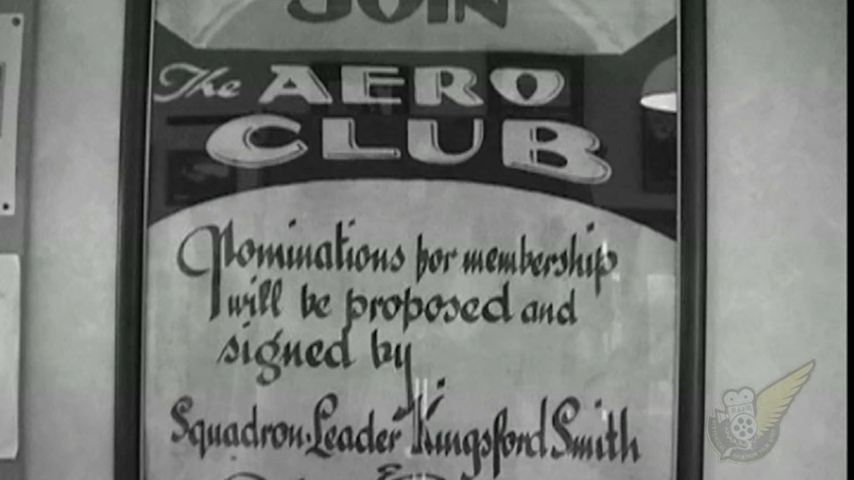 JOIN
The AERO
CLUB
Nominations for membership
will be proposed and
signed by
Squadron-Leader Kingsford Smith